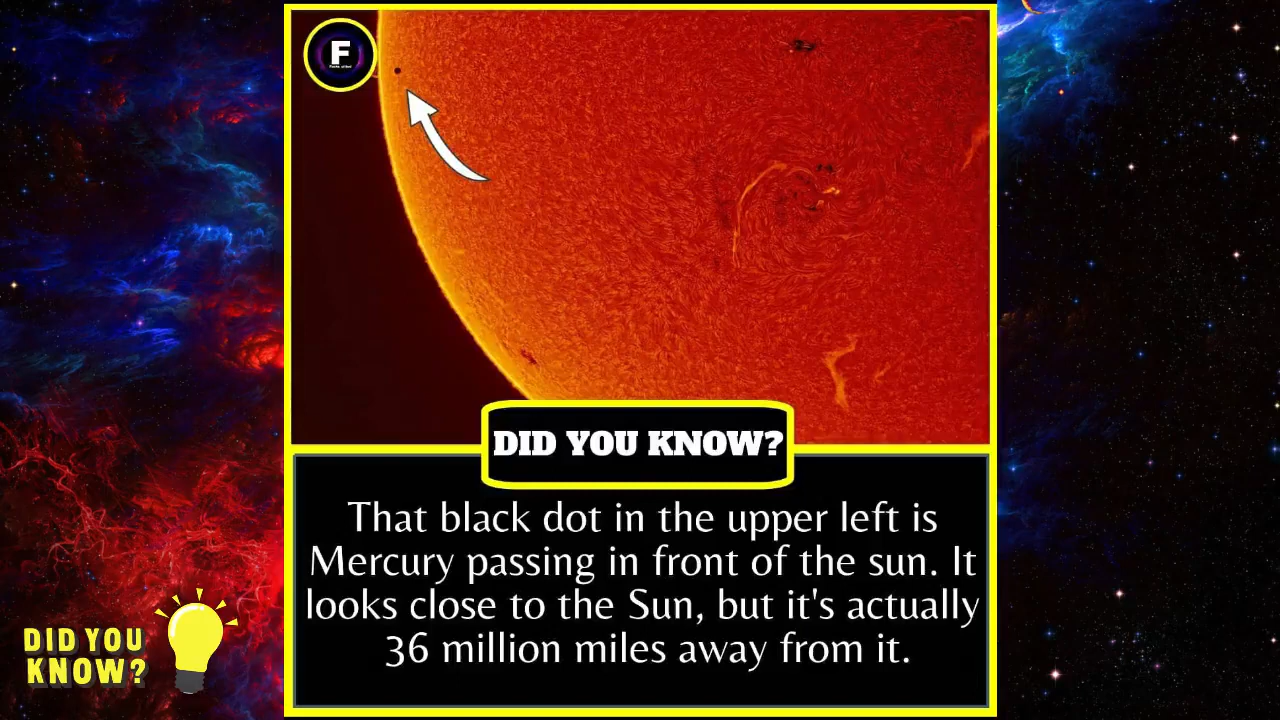 F
DID YOU KNOW?
That black dot in the upper left is
Mercury passing in front of the sun. It
looks close to the Sun, but it's actually
36 million miles away from it.
DID YOU
KNOW?